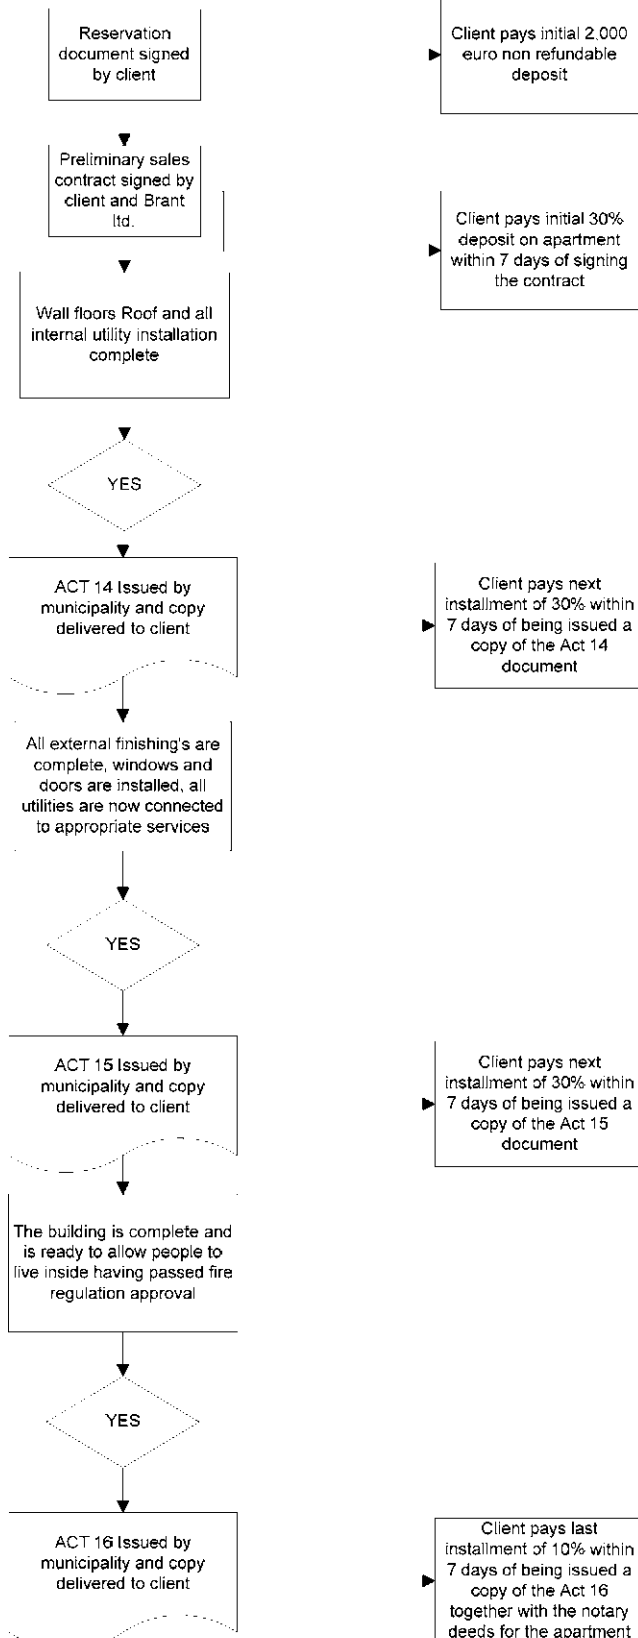 Reservation
document signed
by client
Client pays initial 2,000
euro non refundable
deposit
Preliminary sales
contract signed by
client and Brant
ltd.
Client pays initial 30%
deposit on apartment
within 7 days of signing
the contract
Wall floors Roof and all
internal utility installation
complete
YES
ACT 14 Issued by
municipality and copy
delivered to client
Client pays next
installment of 30% within
7 days of being issued a
copy of the Act 14
document
All external finishing's are
complete, windows and
doors are installed, all
utilities are now connected
to appropriate services
YES
ACT 15 Issued by
municipality and copy
delivered to client
Client pays next
installment of 30% within
7 days of being issued a
copy of the Act 15
document
The building is complete and
is ready to allow people to
live inside having passed fire
regulation approval
YES
ACT 16 Issued by
municipality and copy
delivered to client
Client pays last
installment of 10% within
7 days of being issued a
copy of the Act 16
together with the notary
deeds for the apartment